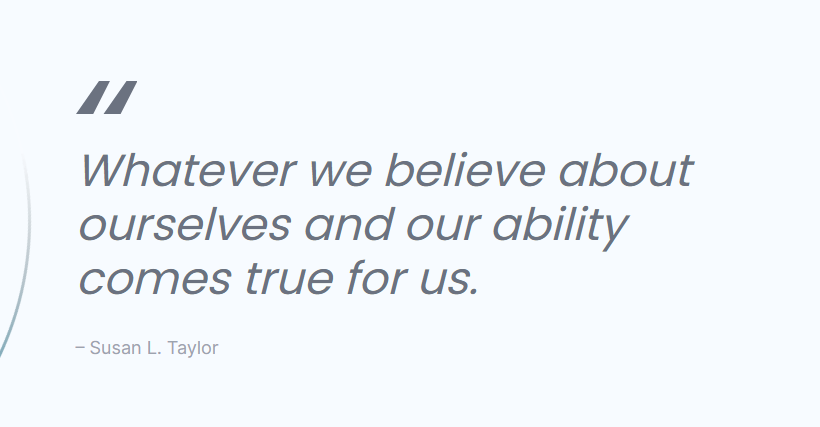 Whatever we believe about
ourselves and our ability
comes true for us.
– Susan L. Taylor